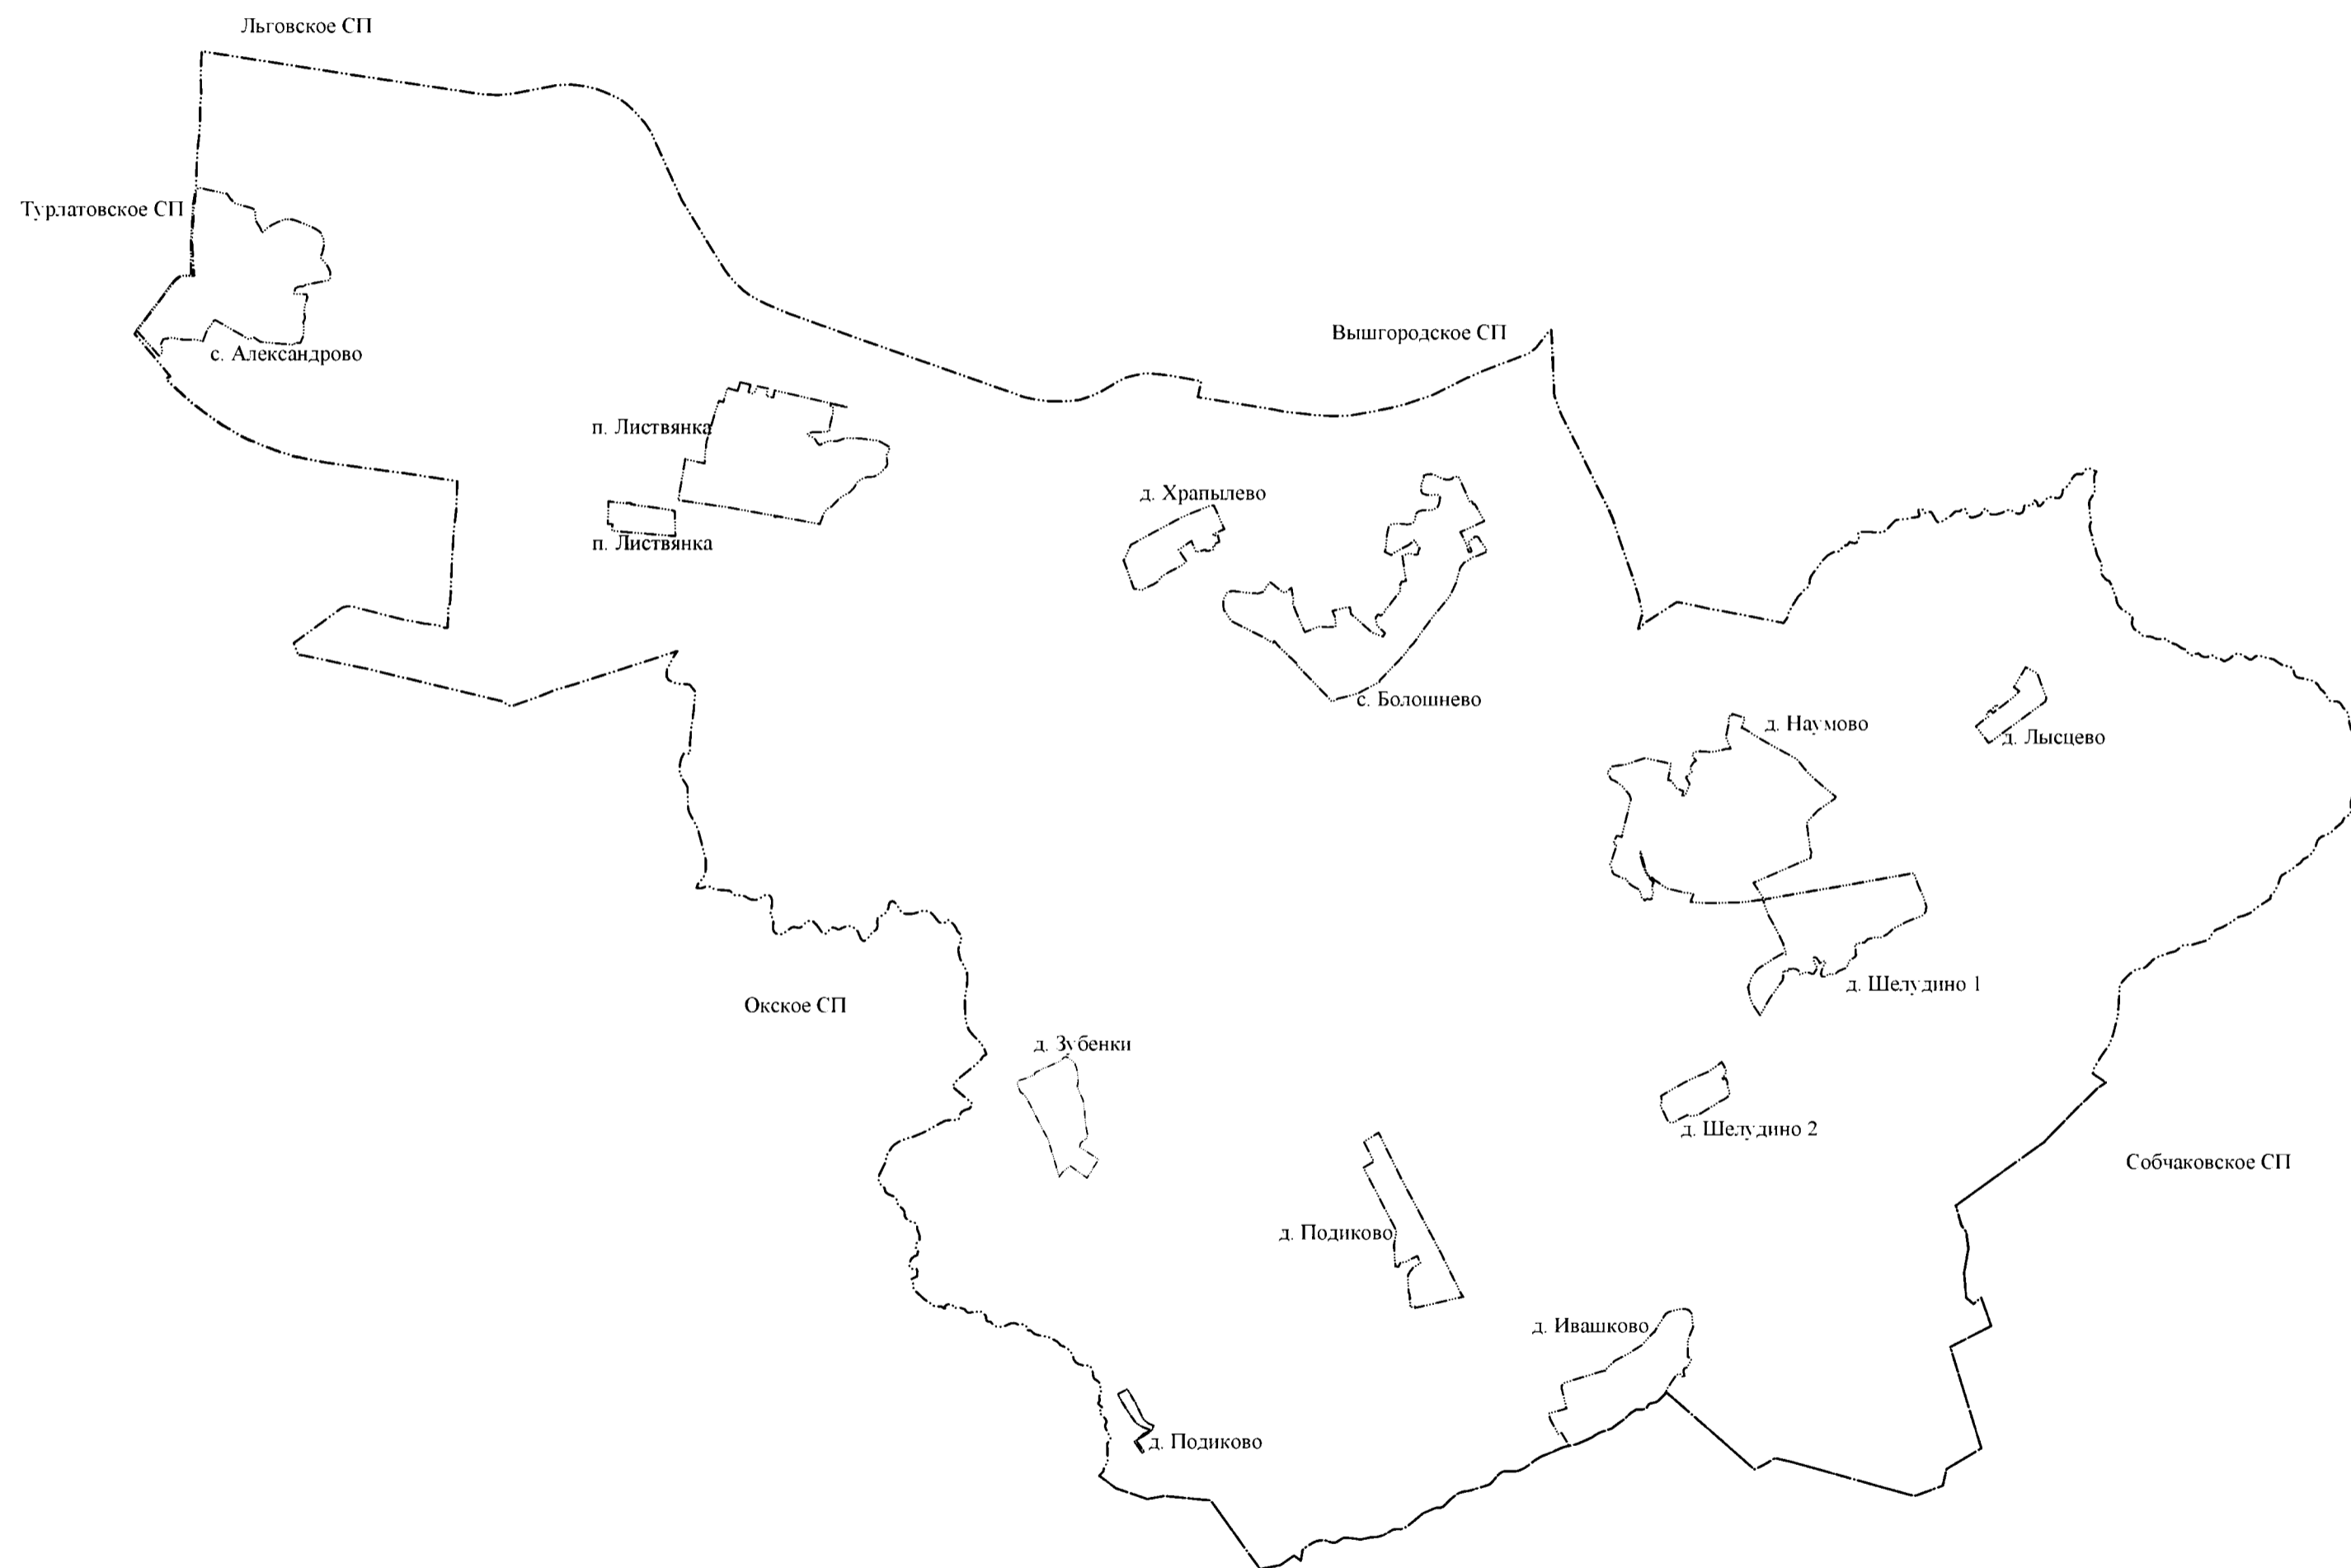 Льговское СП
Турлатовское СП
Вышгородское СП
с. Александрово
п. Листвянка
д. Храпылево
п. Листвянка
с. Болошнево
д. Наумово
д. Лысцево
д. Шелудино 1
Окское СП
д. Зубенки
д. Шелудино 2
Собчаковское СП
д. Подиково
д. Ивашково
д. Подиково